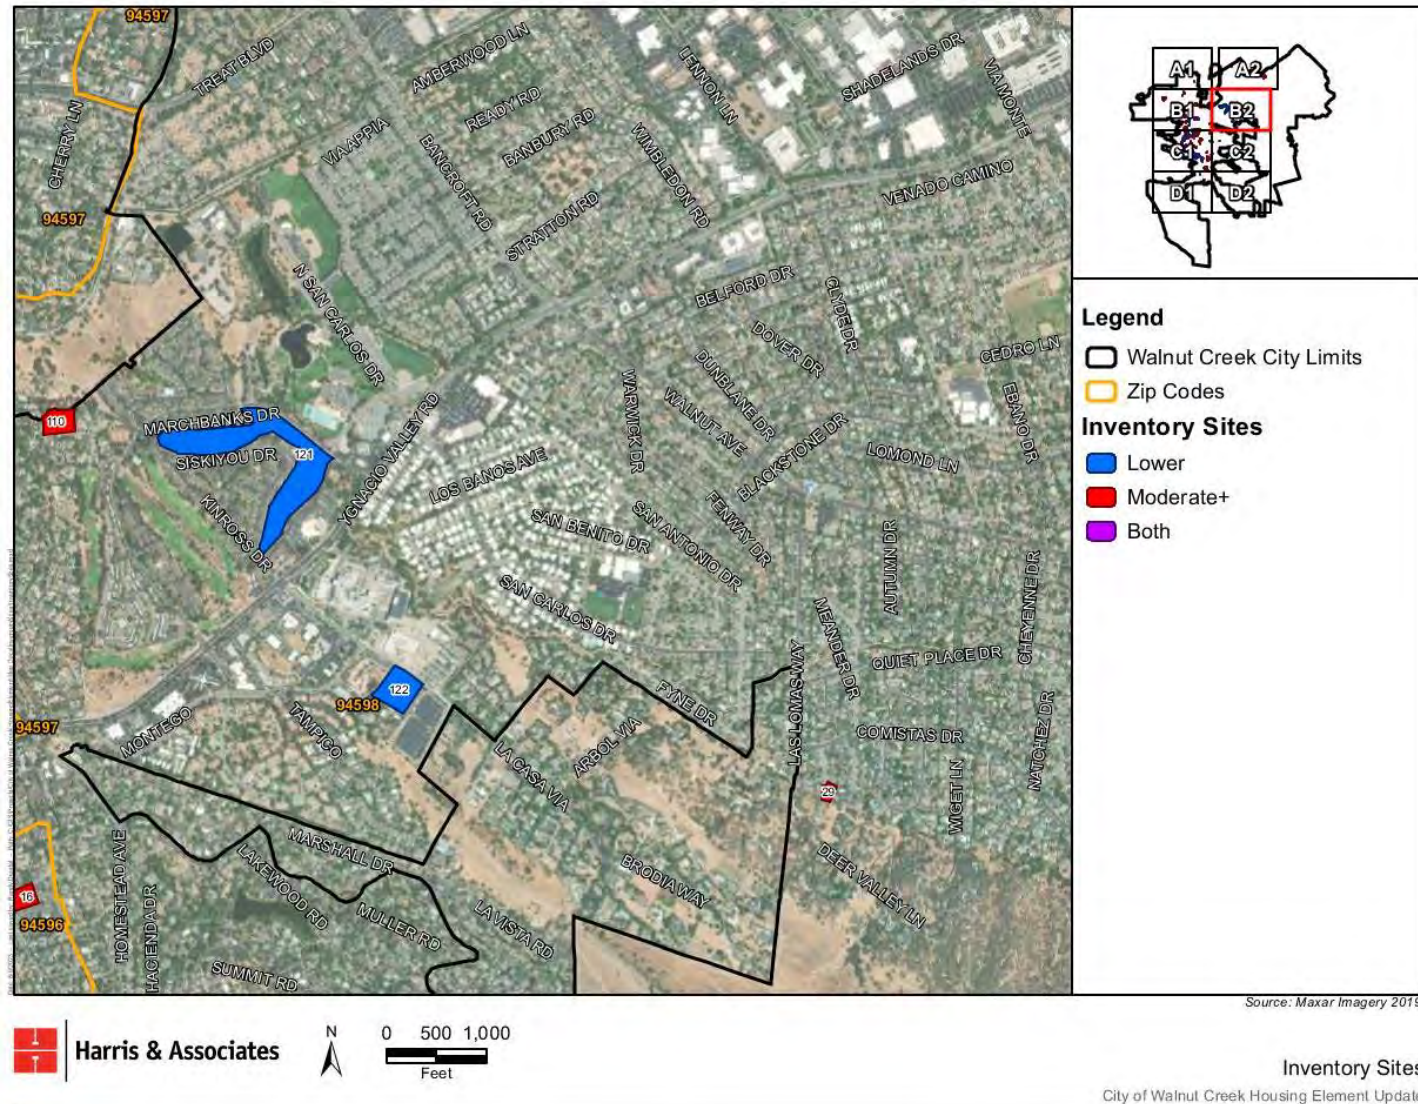 94597
TREAT BLVD
AMBERWOOD LN
LENNON LN
SHADELANDS DR
VIA MONTE
CHERRY LN
READY RD
VIA APPIA
BANBURY RD
BANCROFT RD
WIMBLEDON RD
VENADO CAMINO
94597
STRATTON RD
N SAN CARLOS DR
BELFORD DR
CLYDE DR
DOVER DR
CEDRO LN
DUNBLANE DR
WARWICK DR
WALNUT AVE
EBANO DR
110
MARCHBANKS DR
YGNACIO VALLEY RD
BLACKSTONE DR
SISKIYOU DR
121
LOS BANOS AVE
LOMOND LN
KINROSS DR
SAN BENITO DR
SAN ANTONIO DR
FENWAY DR
AUTUMN DR
SAN CARLOS DR
CHEYENNE DR
MEANDER DR
QUIET PLACE DR
LAS LOMAS WAY
122
94598
FYNE DR
94597
MONTEGO
TAMPICO
ARBOL VIA
COMISTAS DR
NATCHEZ DR
LA CASA VIA
29
WIGET LN
MARSHALL DR
HOMESTEAD AVE
LAKEWOOD RD
BRODIA WAY
DEER VALLEY LN
16
94596
HACIENDA DR
MULLER RD
LA VISTA RD
SUMMIT RD
A1
A2
B1
B2
C1
C2
D1
D2
Legend
Walnut Creek City Limits
Zip Codes
Inventory Sites
Lower
Moderate+
Both
Source: Maxar Imagery 2019
Harris & Associates
N
0 500 1,000
Feet
Inventory Sites
City of Walnut Creek Housing Element Update